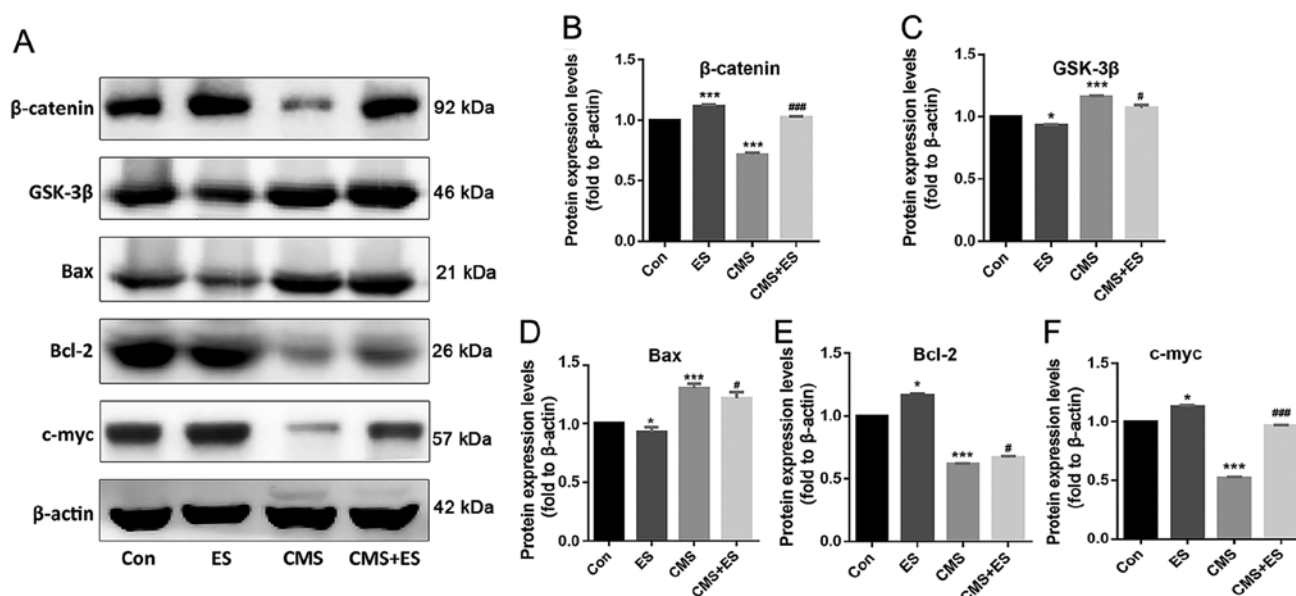 A
β-catenin
92 kDa
GSK-3β
46 kDa
Bax
21 kDa
Bcl-2
26 kDa
c-myc
57 kDa
β-actin
42 kDa
Con ES CMS CMS+ES
B
β-catenin
Protein expression levels
(fold to β-actin)
1.5
1.0
0.5
0.0
***
***
###
Con ES CMS CMS+ES
C
GSK-3β
Protein expression levels
(fold to β-actin)
1.5
1.0
0.5
0.0
*
***
#
Con ES CMS CMS+ES
D
Bax
Protein expression levels
(fold to β-actin)
1.5
1.0
0.5
0.0
*
***
#
Con ES CMS CMS+ES
E
Bcl-2
Protein expression levels
(fold to β-actin)
1.5
1.0
0.5
0.0
*
***
#
Con ES CMS CMS+ES
F
c-myc
Protein expression levels
(fold to β-actin)
1.5
1.0
0.5
0.0
*
***
###
Con ES CMS CMS+ES